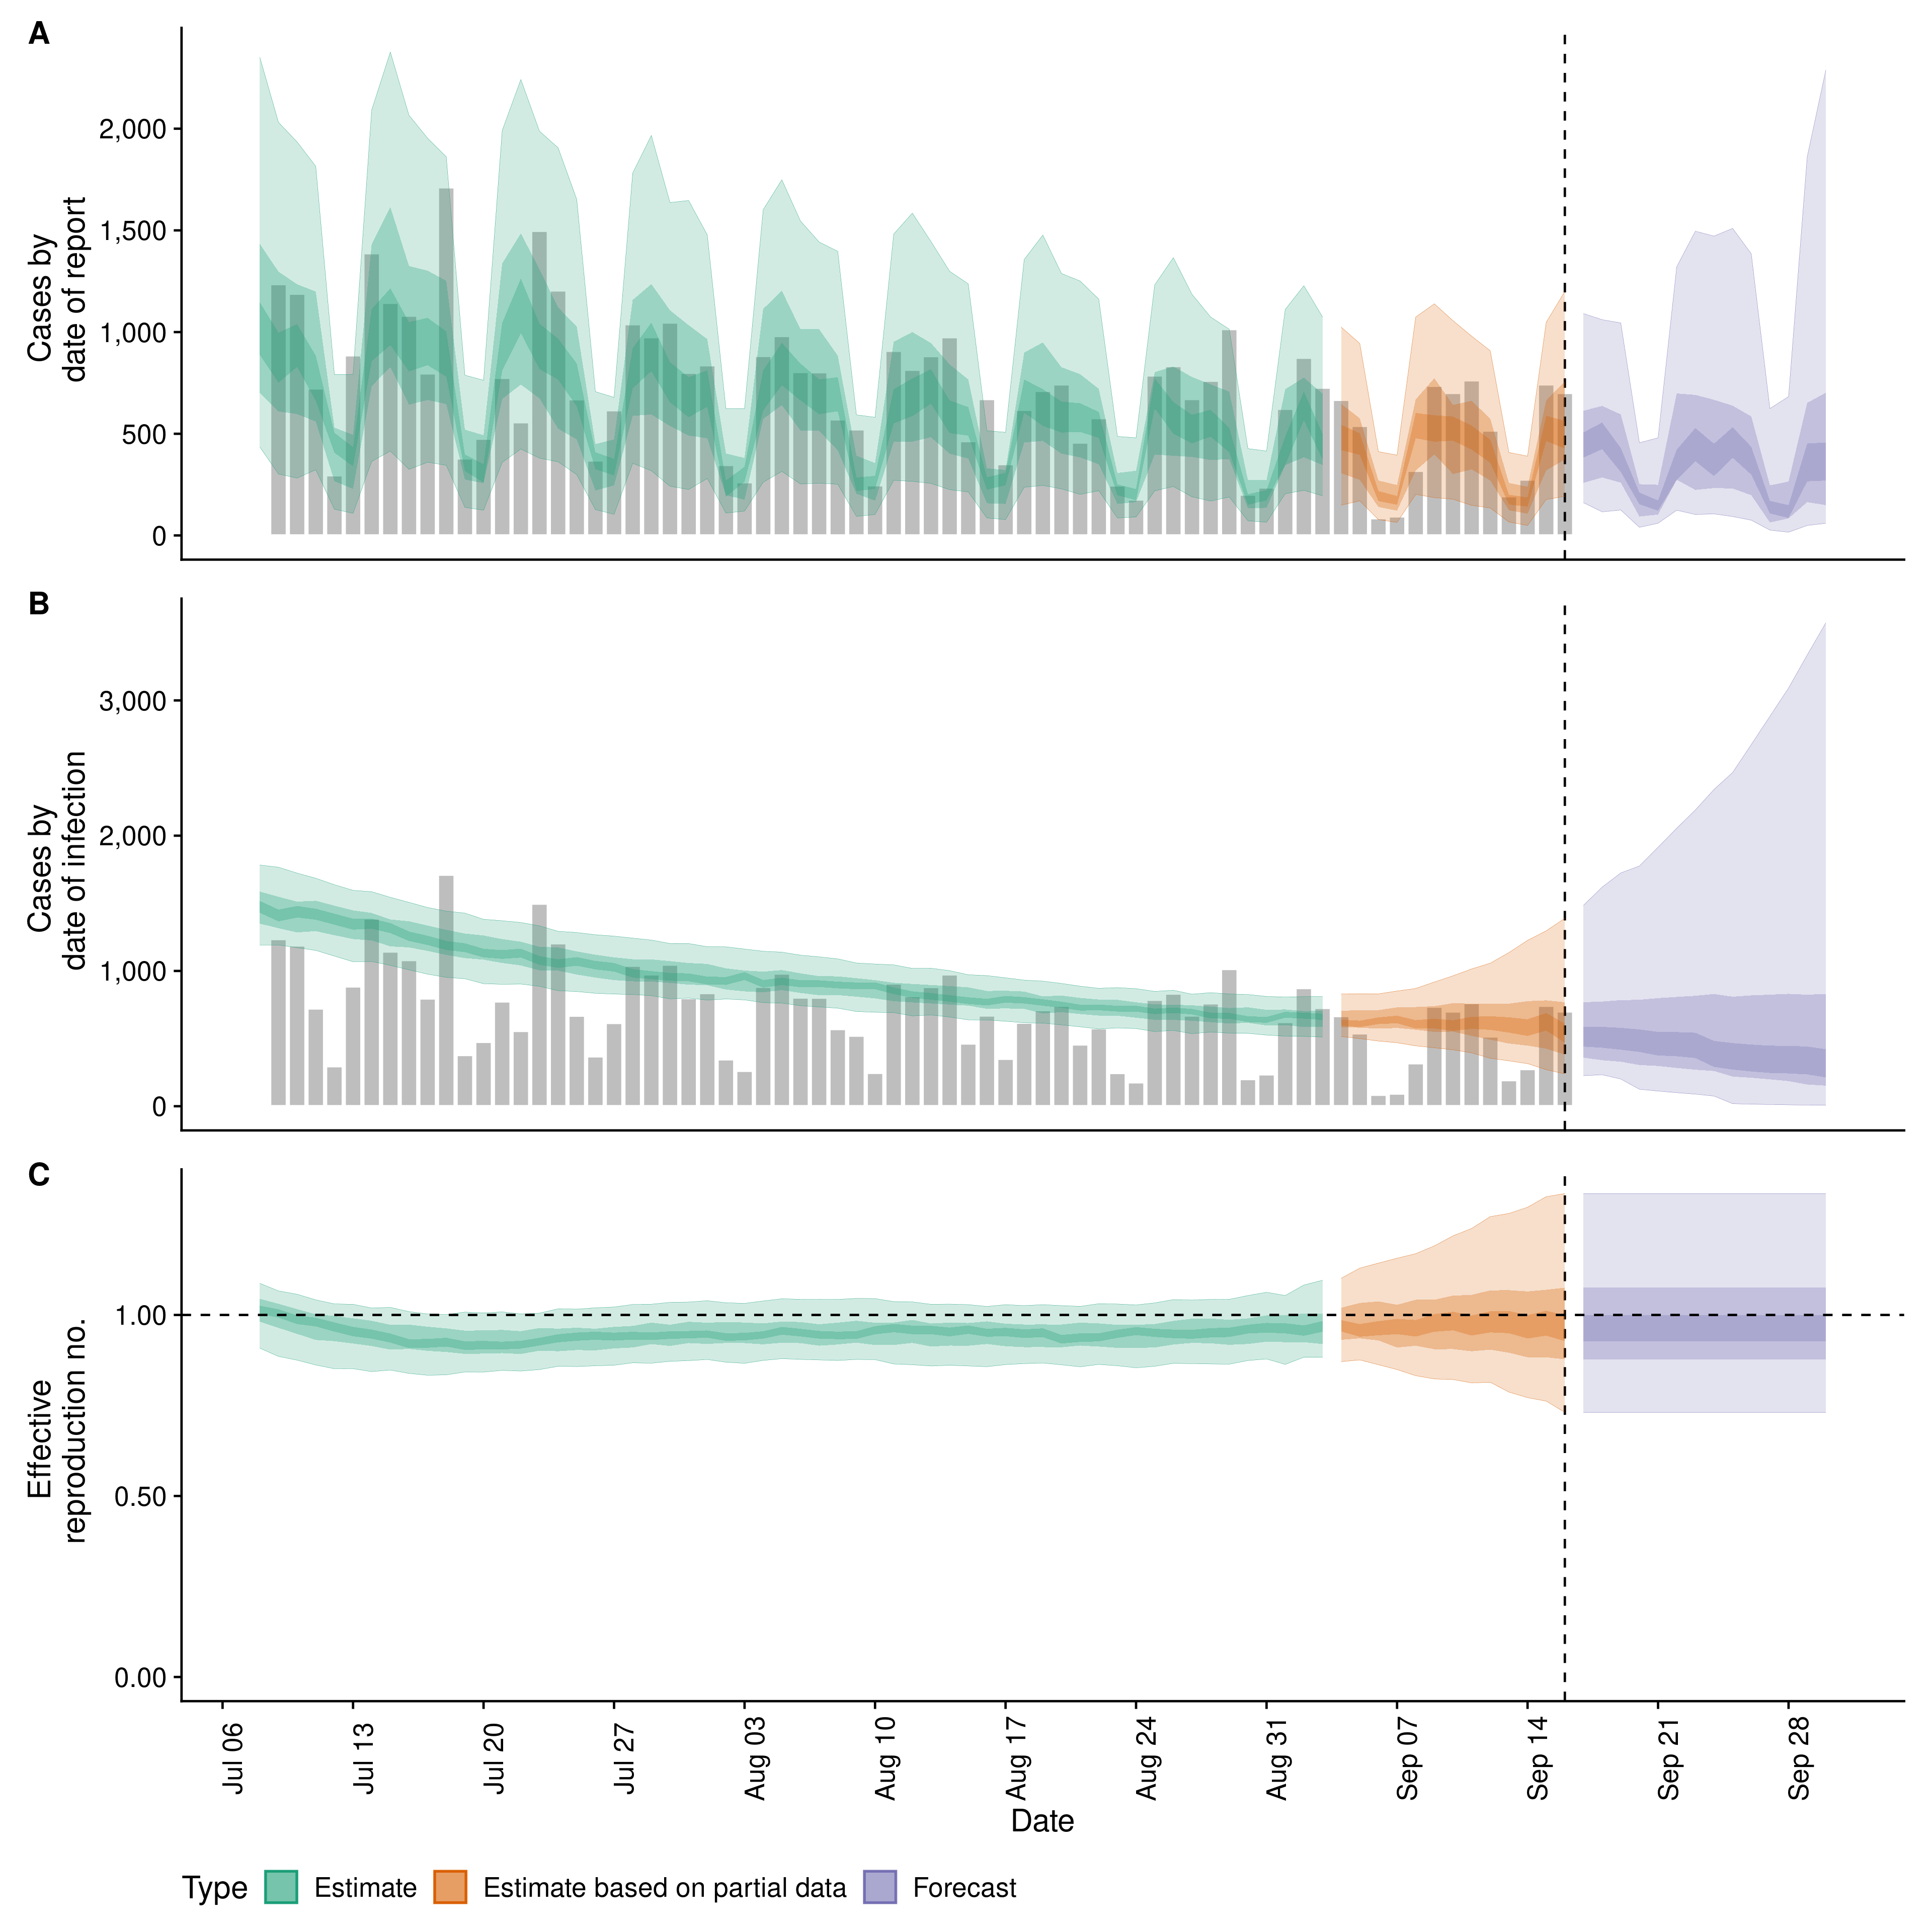 A
Cases by
date of report
2,000
1,500
1,000
500
0
B
Cases by
date of infection
3,000
2,000
1,000
0
C
Effective
reproduction no.
1.00
0.50
0.00
Jul 06
Jul 13
Jul 20
Jul 27
Aug 03
Aug 10
Aug 17
Aug 24
Aug 31
Sep 07
Sep 14
Sep 21
Sep 28
Date
Type
Estimate
Estimate based on partial data
Forecast